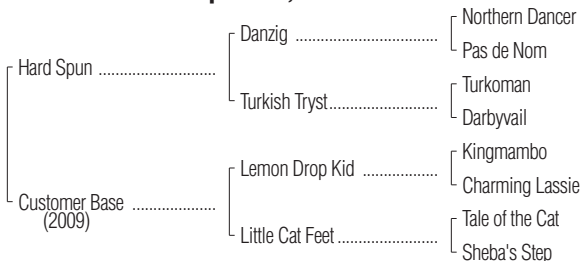 Northern Dancer
Danzig ................................
Pas de Nom
Hard Spun ..........................
Turkoman
Turkish Tryst........................
Darbyvail
Kingmambo
Lemon Drop Kid .................
Charming Lassie
Customer Base ..................
(2009)
Tale of the Cat
Little Cat Feet ......................
Sheba's Step